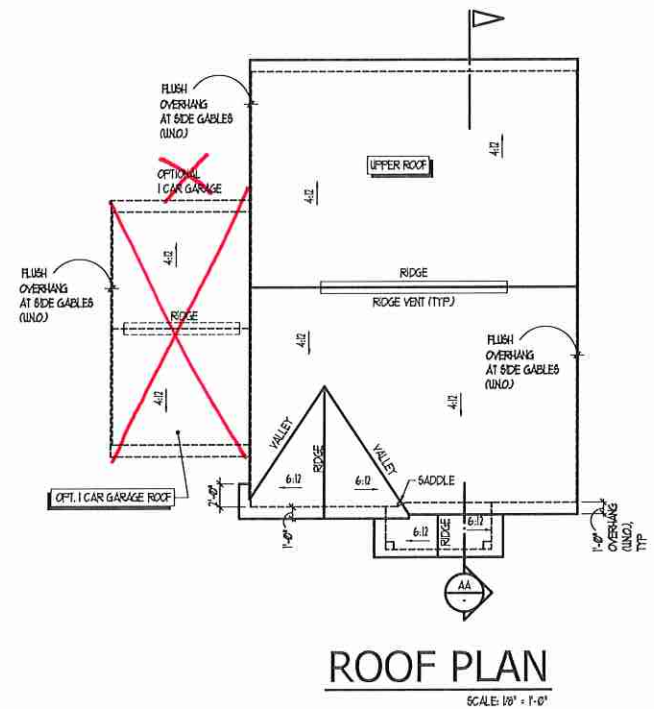 FLUSH
OVERHANG
AT SIDE GABLES
(U.N.O.)
4:12
UPPER ROOF
OPTIONAL
1 CAR GARAGE
4:12
4:12
FLUSH
OVERHANG
AT SIDE GABLES
(U.N.O.)
RIDGE
RIDGE VENT (TYP.)
RIDGE
4:12
FLUSH
OVERHANG
AT SIDE GABLES
(U.N.O.)
4:12
4:12
VALLEY
RIDGE
VALLEY
6:12
6:12
SADDLE
OPT. 1 CAR GARAGE ROOF
2'-0"
1'-0"
6:12
RIDGE
6:12
1'-0"
OVERHANG
(U.N.O.)
TYP
AA
-
ROOF PLAN
SCALE: 1/8" = 1'-0"